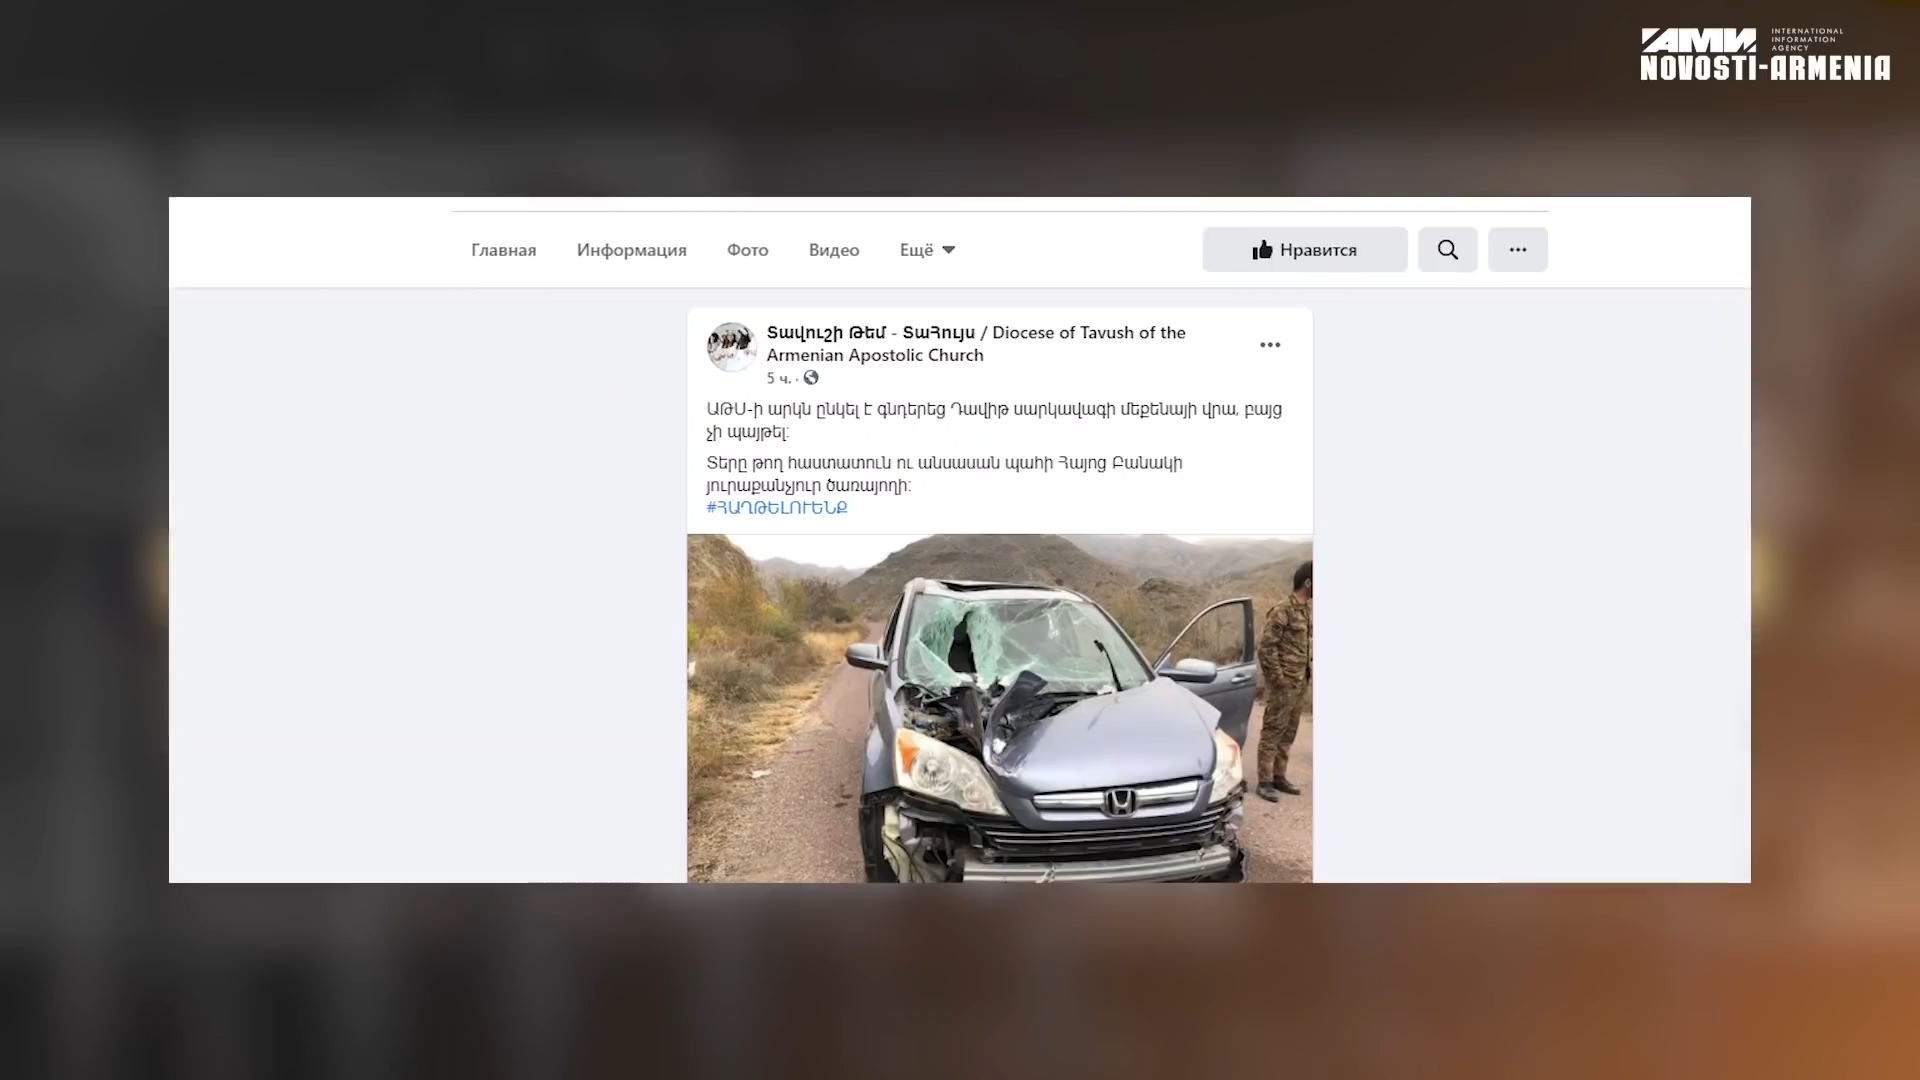 АМИ INTERNATIONAL
INFORMATION
AGENCY
NOVOSTI-ARMENIA
Главная Информация Фото Видео Ещё Нравится
Տավուշի Թեմ - ՏաՀույս / Diocese of Tavush of the
Armenian Apostolic Church
5 ч. ·
ԱԹՍ-ի արկն ընկել է գնդերեց Դավիթ սարկավագի մեքենայի վրա, բայց
չի պայթել:
Տերը թող հաստատուն ու անսասան պահի Հայոց Բանակի
յուրաքանչյուր ծառայողի:
#ՀԱՂԹԵԼՈՒԵՆՔ